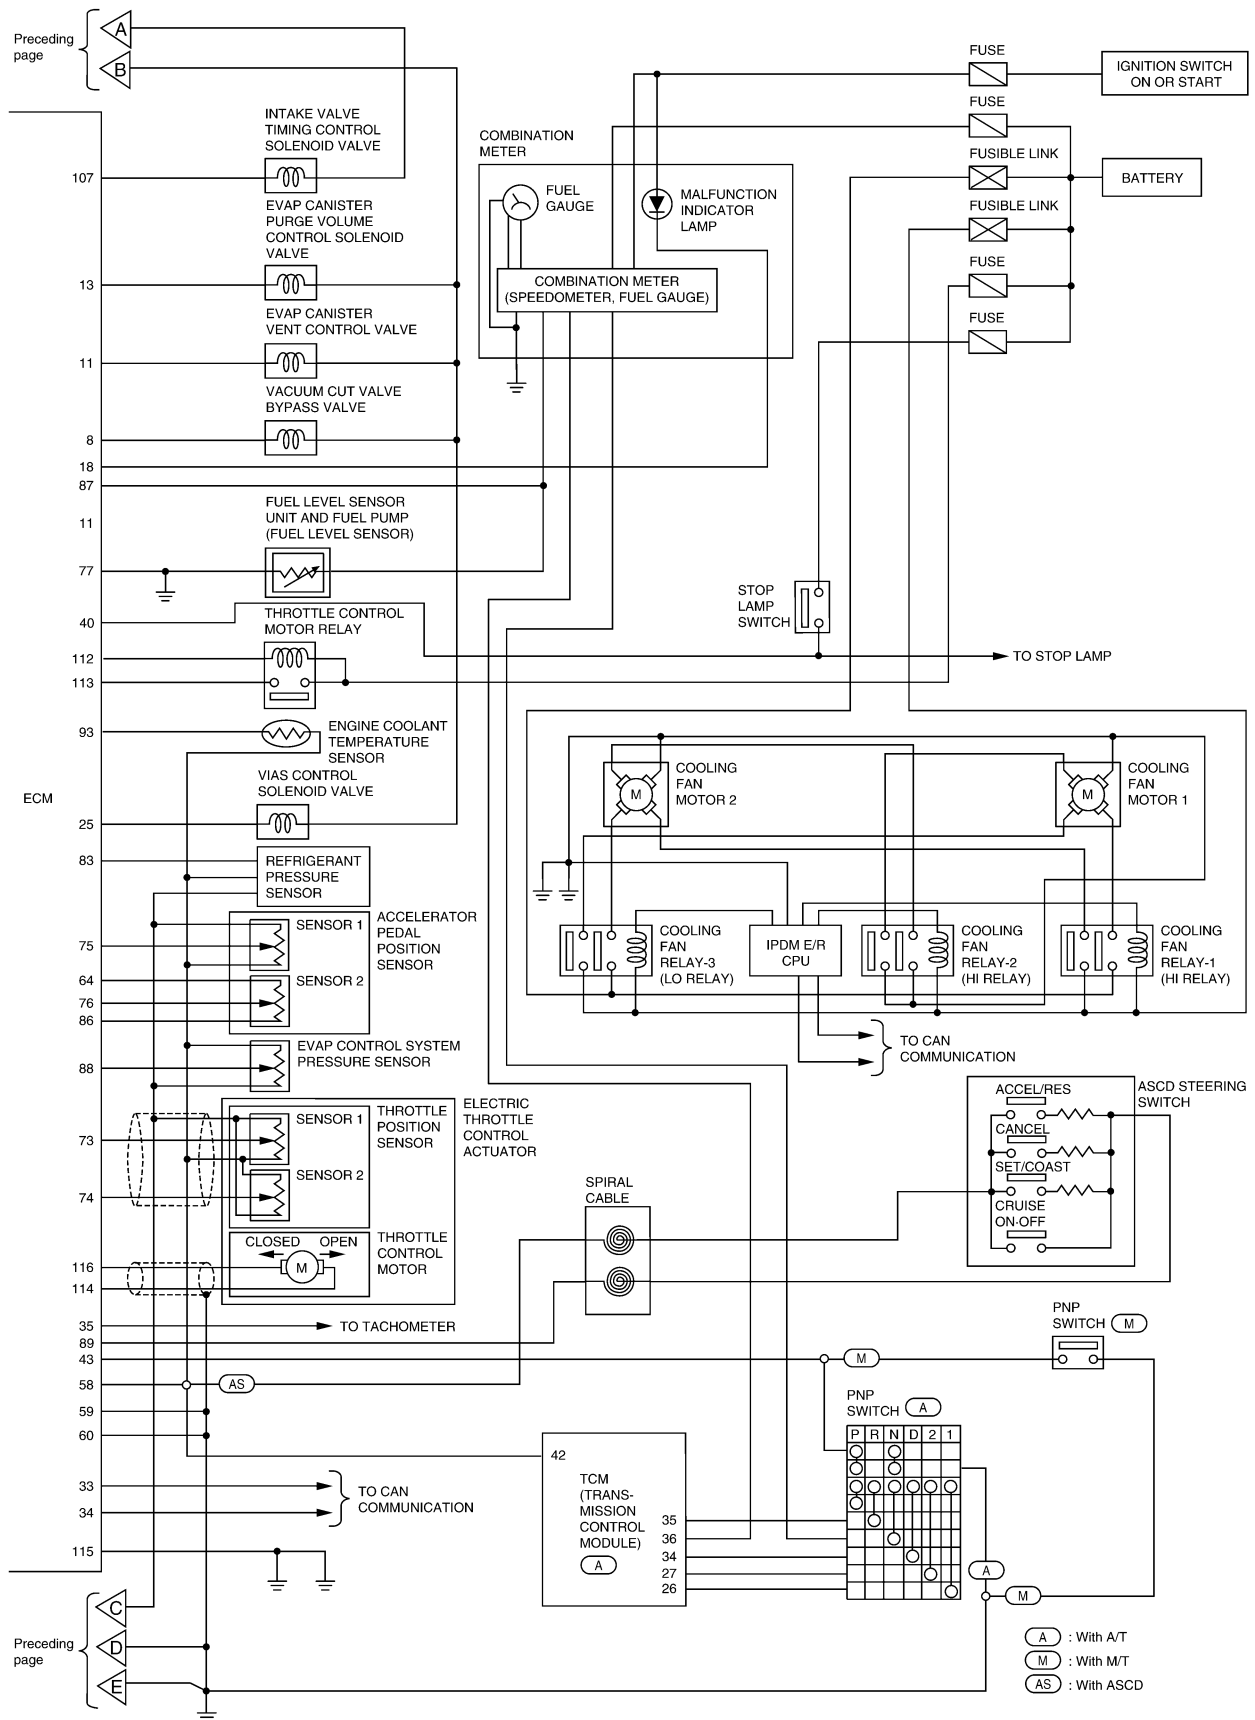 Preceding
page
A
B
INTAKE VALVE
TIMING CONTROL
SOLENOID VALVE
107
EVAP CANISTER
PURGE VOLUME
CONTROL SOLENOID
VALVE
13
EVAP CANISTER
VENT CONTROL VALVE
11
VACUUM CUT VALVE
BYPASS VALVE
8
18
87
FUEL LEVEL SENSOR
UNIT AND FUEL PUMP
(FUEL LEVEL SENSOR)
11
77
THROTTLE CONTROL
MOTOR RELAY
40
112
113
93
ENGINE COOLANT
TEMPERATURE
SENSOR
VIAS CONTROL
SOLENOID VALVE
ECM
25
83
REFRIGERANT
PRESSURE
SENSOR
SENSOR 1
ACCELERATOR
PEDAL
POSITION
SENSOR
75
64
SENSOR 2
76
86
EVAP CONTROL SYSTEM
PRESSURE SENSOR
88
SENSOR 1
THROTTLE
POSITION
SENSOR
ELECTRIC
THROTTLE
CONTROL
ACTUATOR
73
SENSOR 2
74
CLOSED
OPEN
M
THROTTLE
CONTROL
MOTOR
116
114
35
TO TACHOMETER
89
43
58
AS
59
60
33
34
TO CAN
COMMUNICATION
115
C
D
E
Preceding
page
COMBINATION
METER
FUEL
GAUGE
MALFUNCTION
INDICATOR
LAMP
COMBINATION METER
(SPEEDOMETER, FUEL GAUGE)
FUSE
IGNITION SWITCH
ON OR START
FUSE
FUSIBLE LINK
BATTERY
FUSIBLE LINK
FUSE
FUSE
STOP
LAMP
SWITCH
TO STOP LAMP
M
COOLING
FAN
MOTOR 2
M
COOLING
FAN
MOTOR 1
COOLING
FAN
RELAY-3
(LO RELAY)
IPDM E/R
CPU
COOLING
FAN
RELAY-2
(HI RELAY)
COOLING
FAN
RELAY-1
(HI RELAY)
TO CAN
COMMUNICATION
ACCEL/RES
CANCEL
SET/COAST
CRUISE
ON-OFF
ASCD STEERING
SWITCH
SPIRAL
CABLE
PNP
SWITCH
M
M
PNP
SWITCH
A
P R N D 2 1
42
TCM
(TRANS-
MISSION
CONTROL
MODULE)
A
35
36
34
27
26
A
M
A : With A/T
M : With M/T
AS : With ASCD